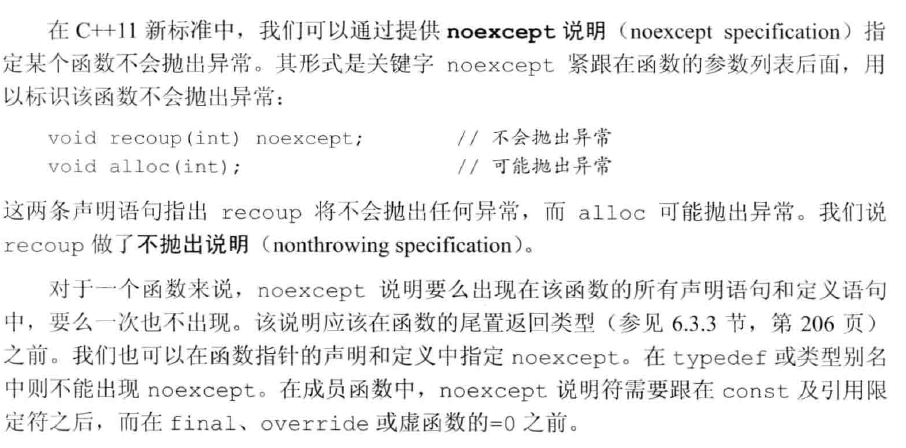 在 C++11 新标准中，我们可以通过提供 noexcept 说明（noexcept specification）指
定某个函数不会抛出异常。其形式是关键字 noexcept 紧跟在函数的参数列表后面，用
以标识该函数不会抛出异常：
void recoup(int) noexcept; // 不会抛出异常
void alloc(int); // 可能抛出异常
这两条声明语句指出 recoup 将不会抛出任何异常，而 alloc 可能抛出异常。我们说
recoup 做了不抛出说明（nonthrowing specification）。
对于一个函数来说，noexcept 说明要么出现在该函数的所有声明语句和定义语句
中，要么一次也不出现。该说明应该在函数的尾置返回类型（参见 6.3.3 节，第 206 页）
之前。我们也可以在函数指针的声明和定义中指定 noexcept。在 typedef 或类型别名
中则不能出现 noexcept。在成员函数中，noexcept 说明符需要跟在 const 及引用限
定符之后，而在 final、override 或虚函数的=0 之前。